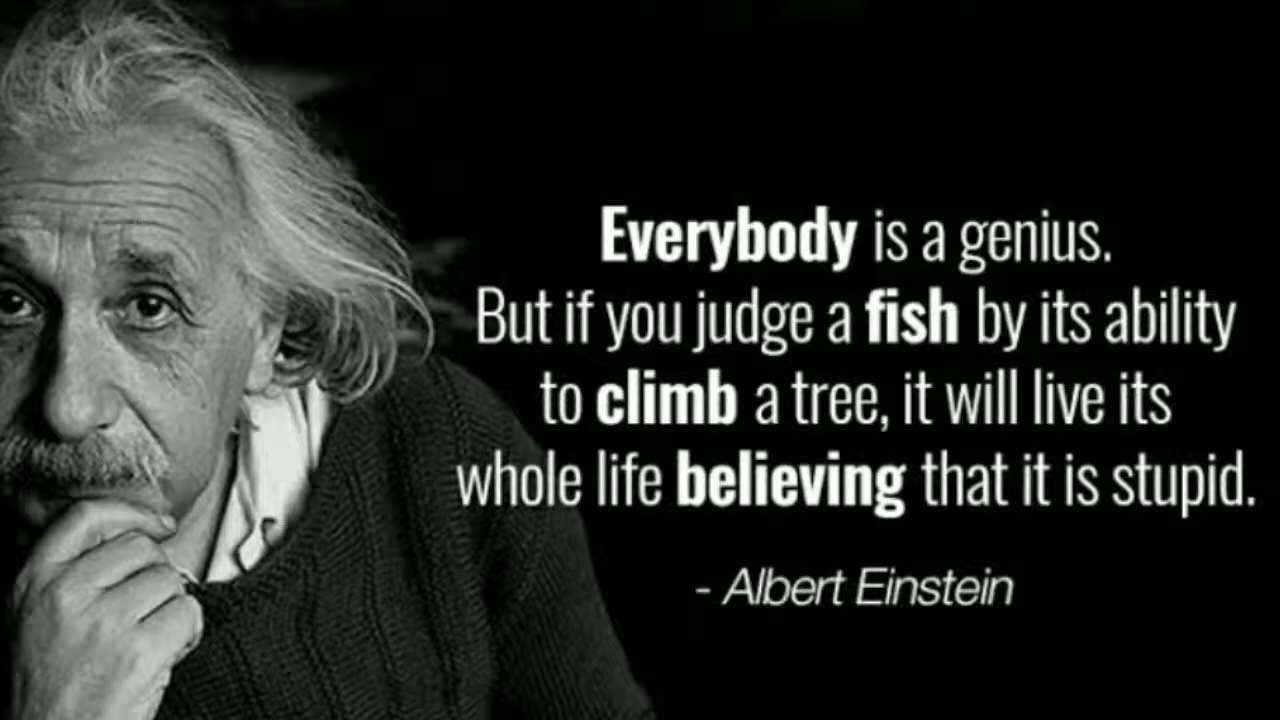 Everybody is a genius.
But if you judge a fish by its ability
to climb a tree, it will live its
whole life believing that it is stupid.
- Albert Einstein